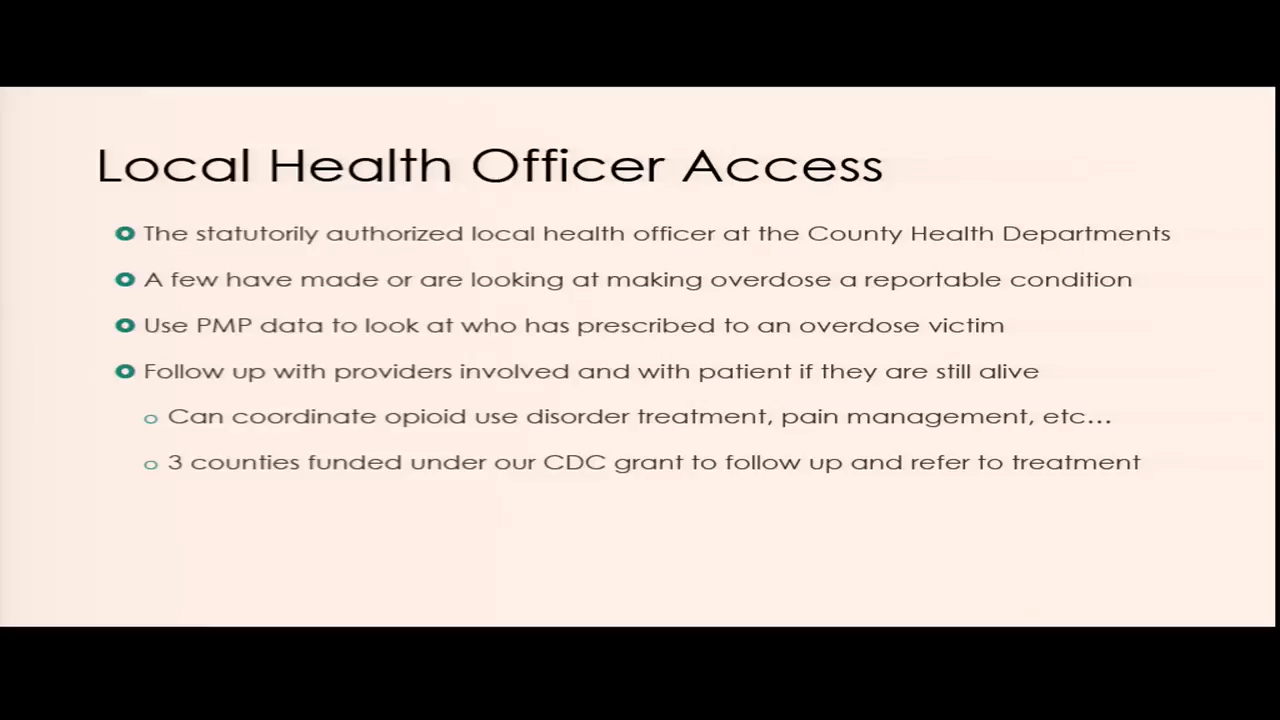 Local Health Officer Access
The statutorily authorized local health officer at the County Health Departments
A few have made or are looking at making overdose a reportable condition
Use PMP data to look at who has prescribed to an overdose victim
Follow up with providers involved and with patient if they are still alive
Can coordinate opioid use disorder treatment, pain management, etc...
3 counties funded under our CDC grant to follow up and refer to treatment